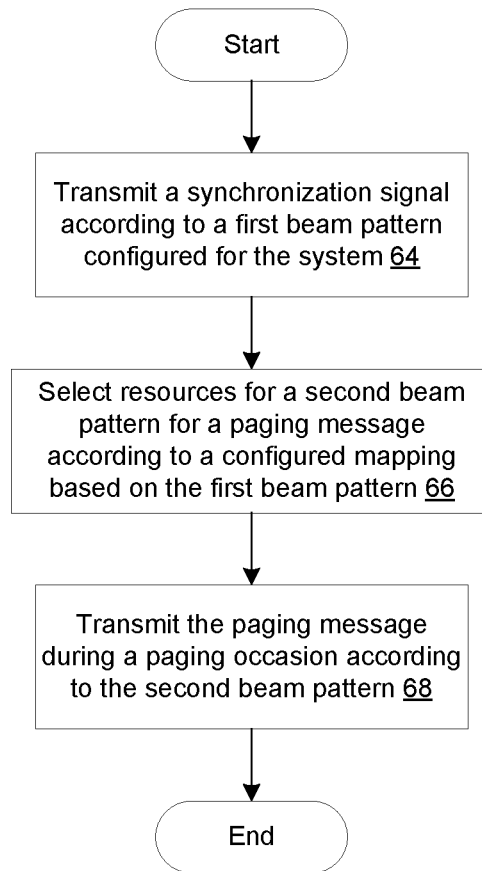 Start
Transmit a synchronization signal
according to a first beam pattern
configured for the system 64
Select resources for a second beam
pattern for a paging message
according to a configured mapping
based on the first beam pattern 66
Transmit the paging message
during a paging occasion according
to the second beam pattern 68
End